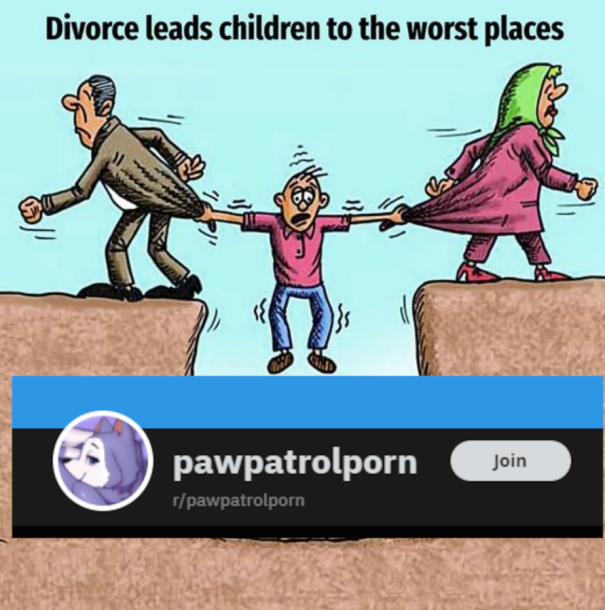 Divorce leads children to the worst places
pawpatrolporn
Join
r/pawpatrolporn